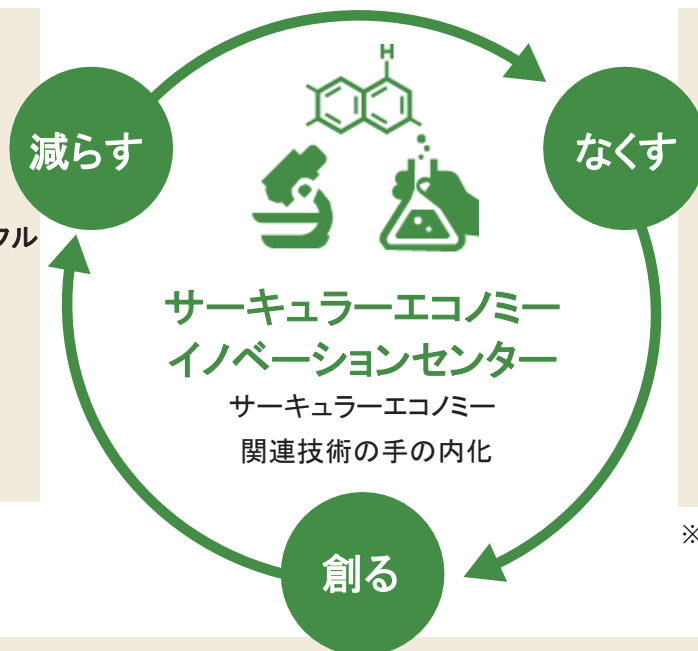 H
減らす
なくす
クル
サーキュラーエコノミー
イノベーションセンター
サーキュラーエコノミー
関連技術の手の内化
※
創る